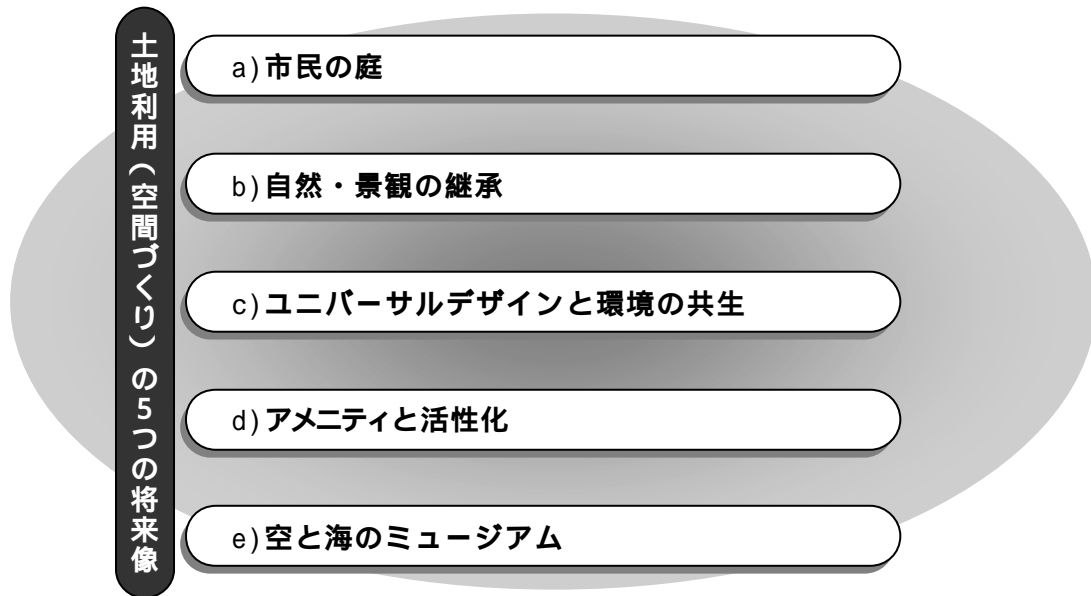 土地利用（空間づくり）の5つの将来像
a)市民の庭
b)自然・景観の継承
c)ユニバーサルデザインと環境の共生
d)アメニティと活性化
e)空と海のミュージアム